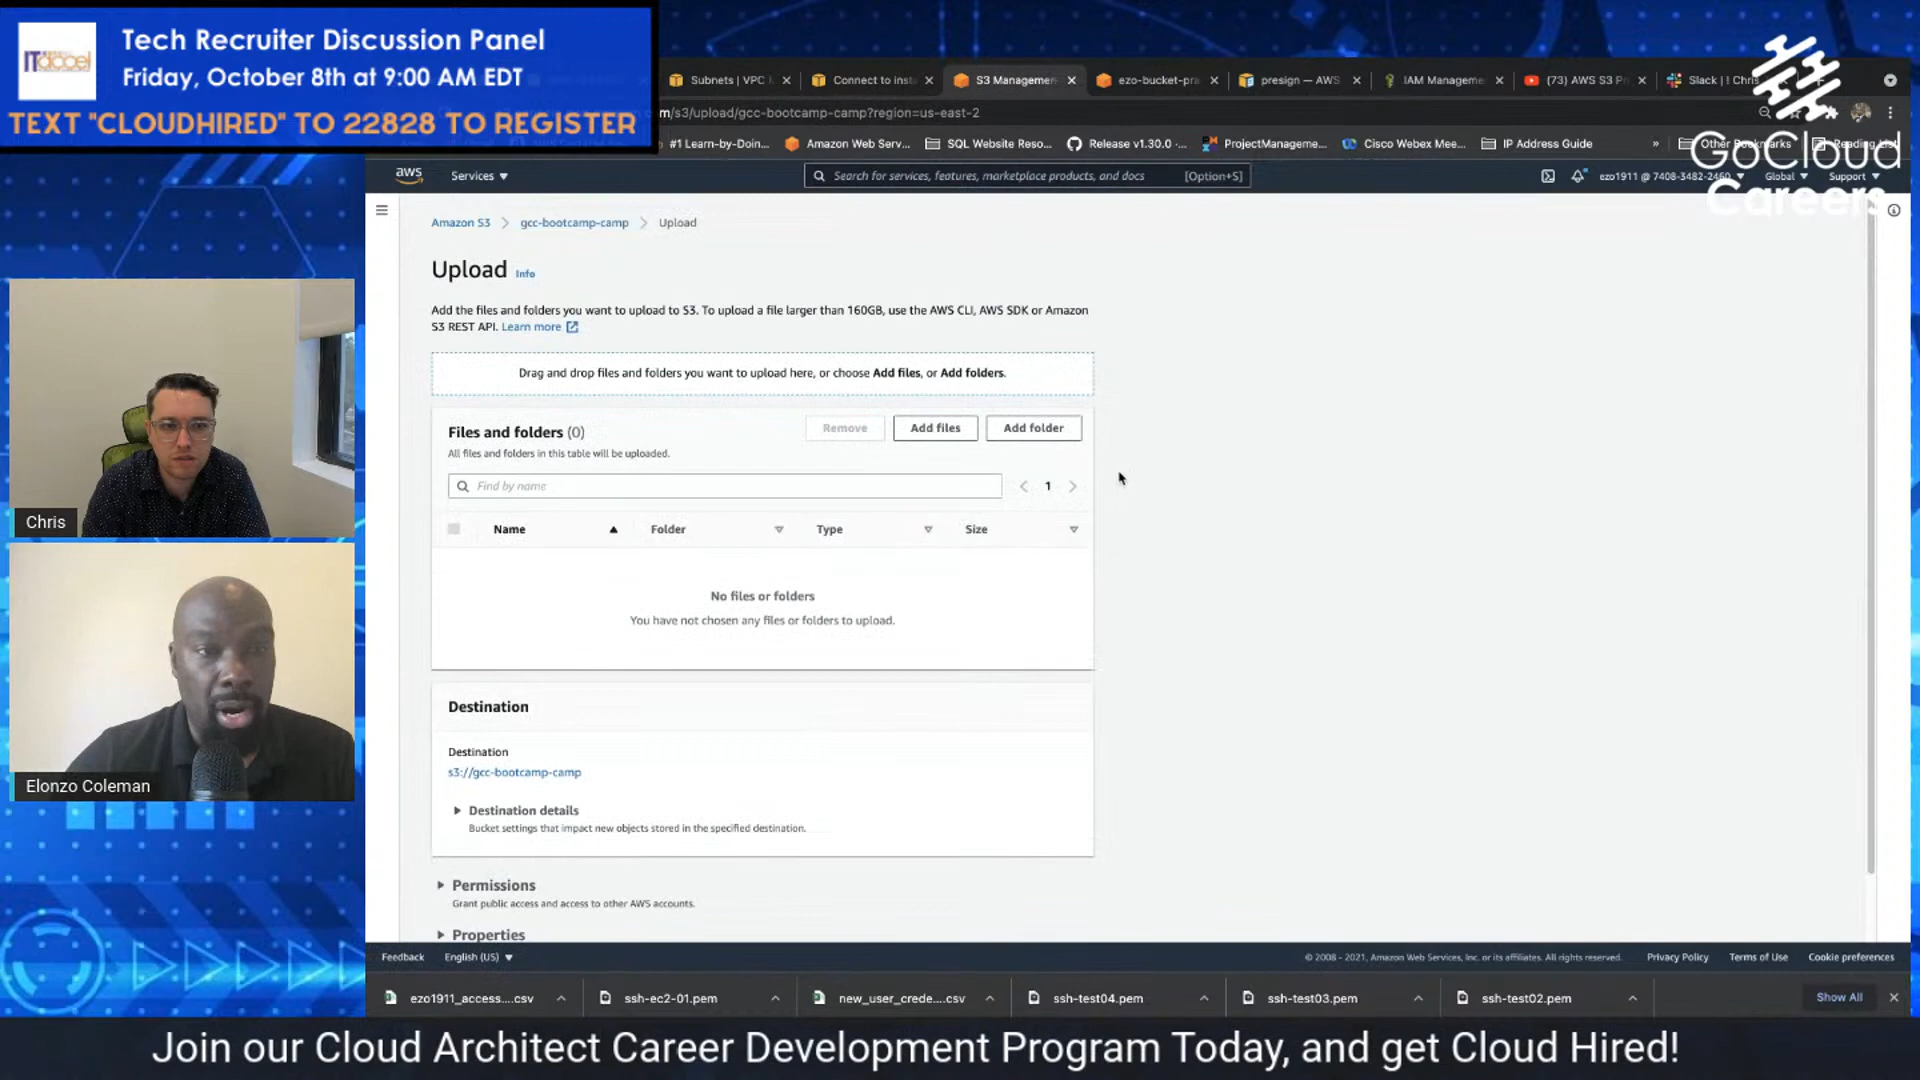 Tech Recruiter Discussion Panel
Friday, October 8th at 9:00 AM EDT
TEXT "CLOUDHIRED" TO 22828 TO REGISTER
Subnets | VPC
Connect to inst
S3 Manageme
ezo-bucket-pra
presign — AWS
IAM Manageme
(73) AWS S3 Pr
Slack | ! Chris
m/s3/upload/gcc-bootcamp-camp?region=us-east-2
#1 Learn-by-Doin...
Amazon Web Serv...
SQL Website Reso...
Release v1.30.0 ·...
ProjectManageme...
Cisco Webex Mee...
IP Address Guide
»
Other Bookmarks
Reading List
GoCloud
Careers
aws
Services
Search for services, features, marketplace products, and docs
[Option+S]
ezo1911 @ 7408-3482-2460
Global
Support
Amazon S3
gcc-bootcamp-camp
Upload
Upload Info
Add the files and folders you want to upload to S3. To upload a file larger than 160GB, use the AWS CLI, AWS SDK or Amazon
S3 REST API. Learn more
Drag and drop files and folders you want to upload here, or choose Add files, or Add folders.
Files and folders (0)
Remove
Add files
Add folder
All files and folders in this table will be uploaded.
Find by name
1
Name
Folder
Type
Size
No files or folders
You have not chosen any files or folders to upload.
Destination
Destination
s3://gcc-bootcamp-camp
Destination details
Bucket settings that impact new objects stored in the specified destination.
Permissions
Grant public access and access to other AWS accounts.
Properties
Chris
Elonzo Coleman
Feedback
English (US)
© 2008 - 2021, Amazon Web Services, Inc. or its affiliates. All rights reserved.
Privacy Policy
Terms of Use
Cookie preferences
ezo1911_access....csv
ssh-ec2-01.pem
new_user_crede....csv
ssh-test04.pem
ssh-test03.pem
ssh-test02.pem
Show All
Join our Cloud Architect Career Development Program Today, and get Cloud Hired!